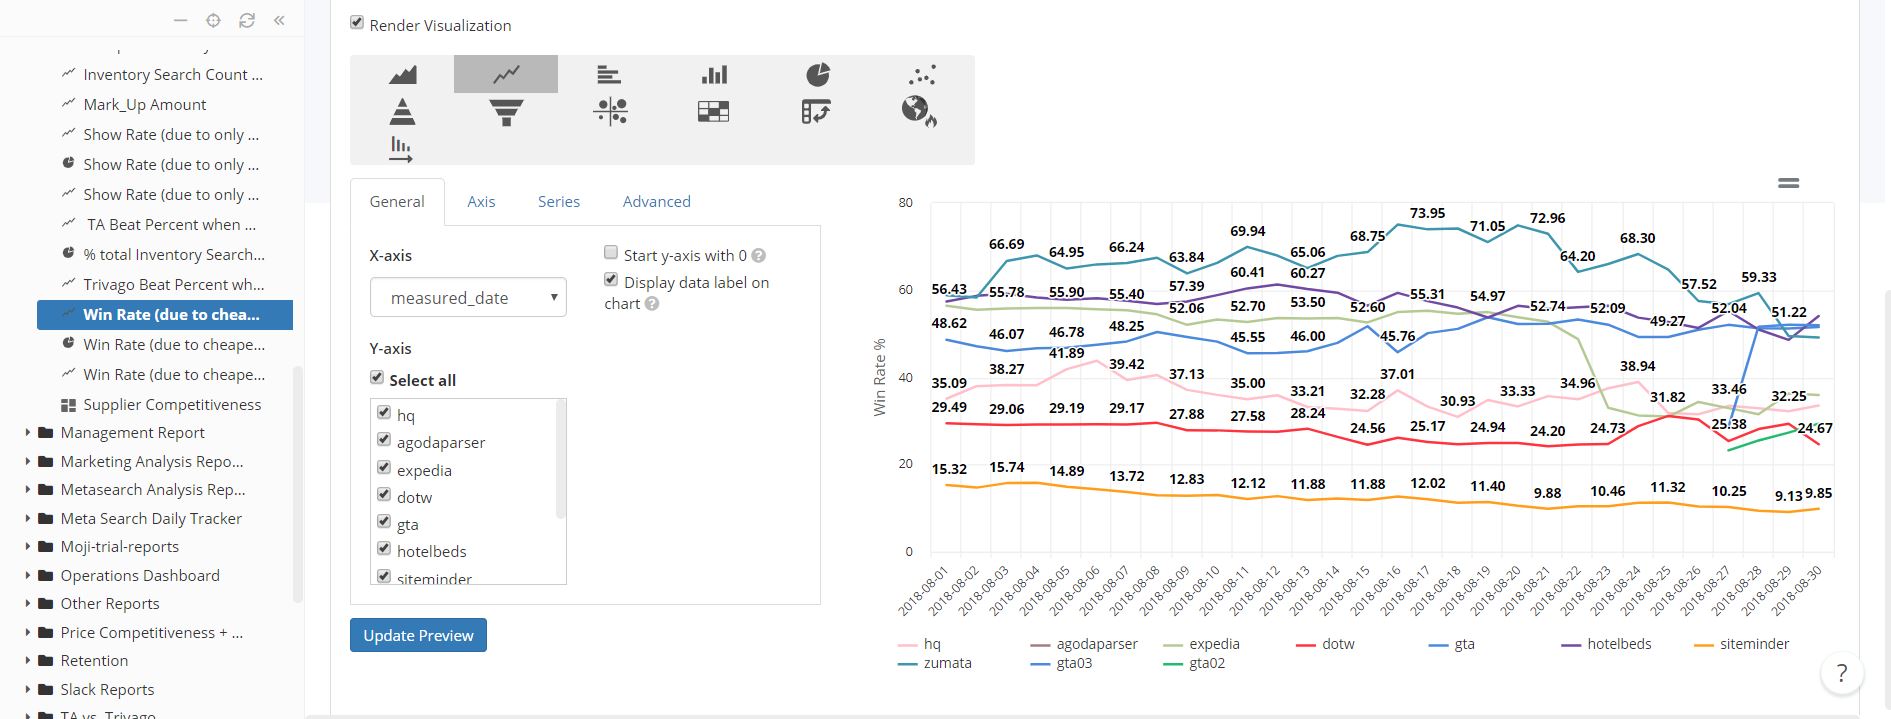 Inventory Search Count ...
Mark_Up Amount
Show Rate (due to only ...
Show Rate (due to only ...
Show Rate (due to only ...
TA Beat Percent when ...
% total Inventory Search...
Trivago Beat Percent wh...
Win Rate (due to chea...
Win Rate (due to cheape...
Win Rate (due to cheape...
Supplier Competitiveness
Management Report
Marketing Analysis Repo...
Metasearch Analysis Rep...
Meta Search Daily Tracker
Moji-trial-reports
Operations Dashboard
Other Reports
Price Competitiveness + ...
Retention
Slack Reports
TA vs. Trivago
Render Visualization
General Axis Series Advanced
X-axis
measured_date
Start y-axis with 0 ?
Display data label on
chart ?
Y-axis
Select all
hq
agodaparser
expedia
dotw
gta
hotelbeds
siteminder
Update Preview
Win Rate %
80
60
40
20
0
56.43 66.69 64.95 66.24 63.84 69.94 65.06 68.75 73.95 71.05 72.96 64.20 68.30 57.52 59.33
55.78 55.90 55.40 57.39 60.41 60.27 55.31 54.97 52.74 52.09 49.27 52.04 51.22
52.06 52.70 53.50 52.60
48.62 46.07 46.78 48.25 45.55 46.00 45.76
35.09 38.27 41.89 39.42 37.13 35.00 33.21 32.28 37.01 30.93 33.33 34.96 38.94 31.82 33.46 32.25
29.49 29.06 29.19 29.17 27.88 27.58 28.24 24.56 25.17 24.94 24.20 24.73 25.38 24.67
15.32 15.74 14.89 13.72 12.83 12.12 11.88 11.88 12.02 11.40 9.88 10.46 11.32 10.25 9.13 9.85
2018-08-01 2018-08-02 2018-08-03 2018-08-04 2018-08-05 2018-08-06 2018-08-07 2018-08-08 2018-08-09 2018-08-10 2018-08-11 2018-08-12 2018-08-13 2018-08-14 2018-08-15 2018-08-16 2018-08-17 2018-08-18 2018-08-19 2018-08-20 2018-08-21 2018-08-22 2018-08-23 2018-08-24 2018-08-25 2018-08-26 2018-08-27 2018-08-28 2018-08-29 2018-08-30
hq agodaparser expedia dotw gta hotelbeds siteminder
zumata gta03 gta02
?